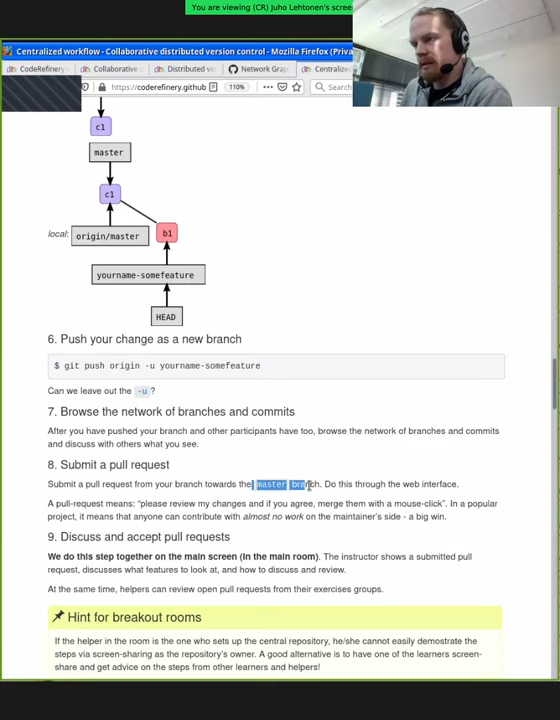 You are viewing (CR) Juho Lehtonen's scree
Centralized workflow - Collaborative distributed version control - Mozilla Firefox (Priva
CodeRefinery
Collaborative
Distributed ve
Network Grap
Centralize
https://coderefinery.github
110%
Search
c1
master
c1
local:
origin/master
b1
yourname-somefeature
HEAD
6. Push your change as a new branch
$ git push origin -u yourname-somefeature
Can we leave out the -u?
7. Browse the network of branches and commits
After you have pushed your branch and other participants have too, browse the network of branches and commits
and discuss with others what you see.
8. Submit a pull request
Submit a pull request from your branch towards the master branch. Do this through the web interface.
A pull-request means: “please review my changes and if you agree, merge them with a mouse-click”. In a popular
project, it means that anyone can contribute with almost no work on the maintainer's side - a big win.
9. Discuss and accept pull requests
We do this step together on the main screen (in the main room). The instructor shows a submitted pull
request, discusses what features to look at, and how to discuss and review.
At the same time, helpers can review open pull requests from their exercises groups.
Hint for breakout rooms
If the helper in the room is the one who sets up the central repository, he/she cannot easily demostrate the
steps via screen-sharing as the repository's owner. A good alternative is to have one of the learners screen-
share and get advice on the steps from other learners and helpers!